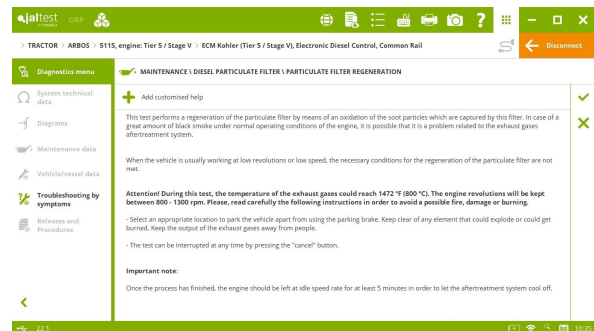 jaltest GRP
by COJALI
?
> TRACTOR > ARBOS > 5115, engine: Tier 5 / Stage V > ECM Kohler (Tier 5 / Stage V), Electronic Diesel Control, Common Rail
Disconnect
Diagnostics menu
MAINTENANCE \ DIESEL PARTICULATE FILTER \ PARTICULATE FILTER REGENERATION
System technical
data
Diagrams
Maintenance data
Vehicle/vessel data
Troubleshooting by
symptoms
Releases and
Procedures
Add customised help
This test performs a regeneration of the particulate filter by means of an oxidation of the soot particles which are captured by this filter. In case of a
great amount of black smoke under normal operating conditions of the engine, it is possible that it is a problem related to the exhaust gases
aftertreatment system.
When the vehicle is usually working at low revolutions or low speed, the necessary conditions for the regeneration of the particulate filter are not
met.
Attention! During this test, the temperature of the exhaust gases could reach 1472 °F (800 °C). The engine revolutions will be kept
between 800 - 1300 rpm. Please, read carefully the following instructions in order to avoid a possible fire, damage or burning.
- Select an appropriate location to park the vehicle apart from using the parking brake. Keep clear of any element that could explode or could get
burned. Keep the output of the exhaust gases away from people.
- The test can be interrupted at any time by pressing the "cancel" button.
Important note:
Once the process has finished, the engine should be left at idle speed rate for at least 5 minutes in order to let the aftertreatment system cool off.
22.1
10:35